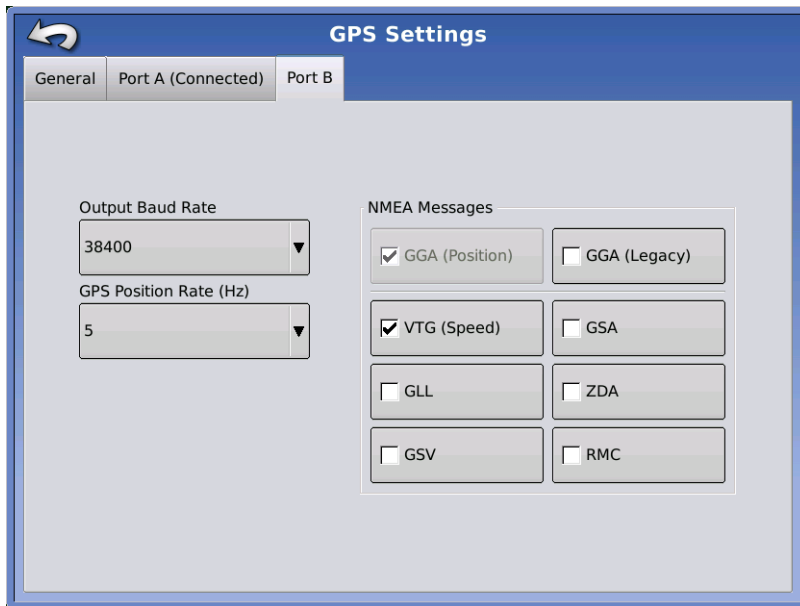 GPS Settings
General
Port A (Connected)
Port B
Output Baud Rate
38400
GPS Position Rate (Hz)
5
NMEA Messages
GGA (Position)
GGA (Legacy)
VTG (Speed)
GSA
GLL
ZDA
GSV
RMC